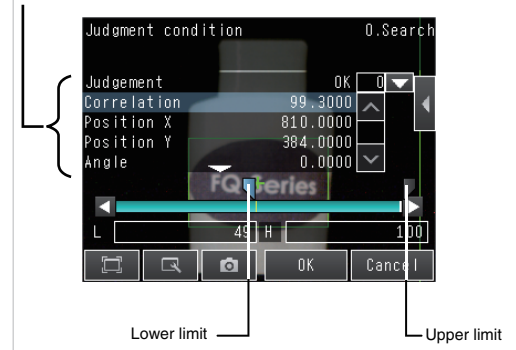 Judgment condition 0.Search
Judgement OK 0
Correlation 99.3000
Position X 810.0000
Position Y 384.0000
Angle 0.0000
FQ Series
L 49 H 100
OK Cancel
Lower limit Upper limit